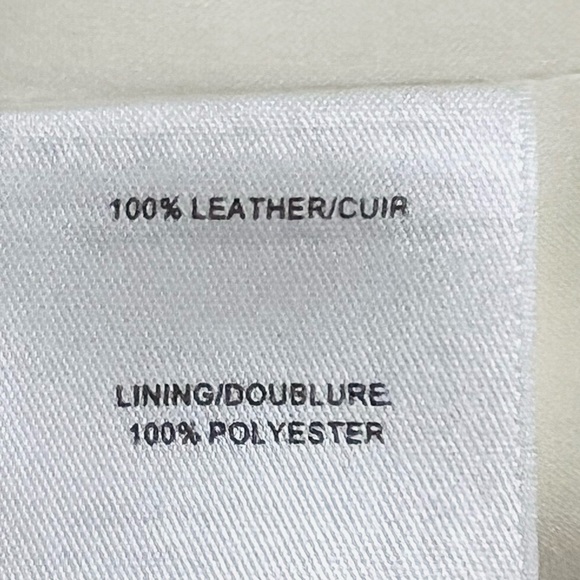 100% LEATHER/CUIR
LINING/DOUBLURE
100% POLYESTER